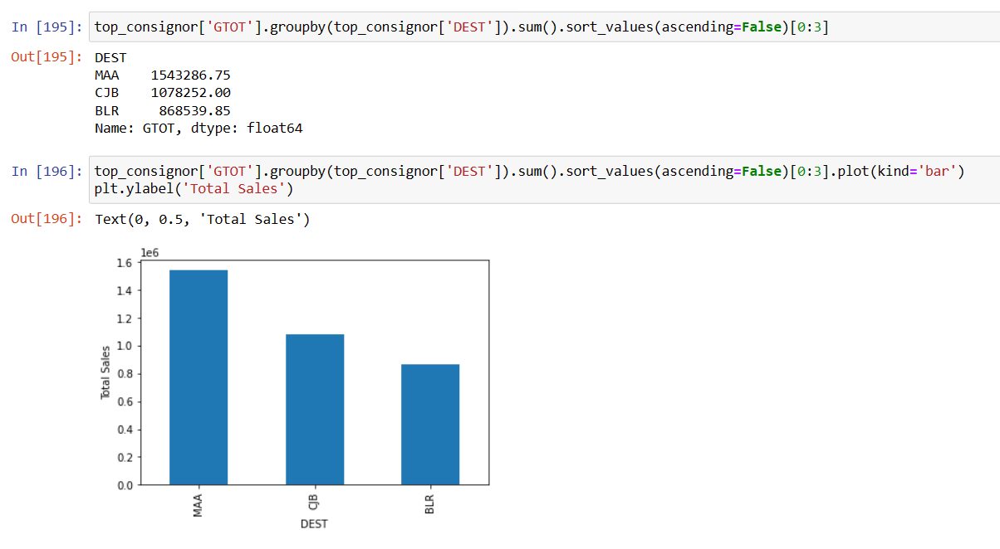 In [195]: top_consignor['GTOT'].groupby(top_consignor['DEST']).sum().sort_values(ascending=False)[0:3]
Out[195]: DEST
MAA    1543286.75
CJB    1078252.00
BLR     868539.85
Name: GTOT, dtype: float64
In [196]: top_consignor['GTOT'].groupby(top_consignor['DEST']).sum().sort_values(ascending=False)[0:3].plot(kind='bar')
plt.ylabel('Total Sales')
Out[196]: Text(0, 0.5, 'Total Sales')
1e6
1.6
1.4
1.2
1.0
0.8
0.6
0.4
0.2
0.0
Total Sales
MAA
CJB
BLR
DEST